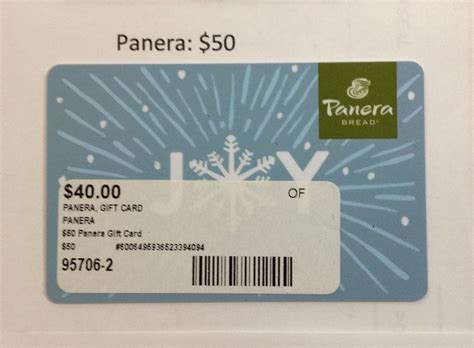 Panera: $50
Panera
BREAD®
JOY
$40.00 OF
PANERA, GIFT CARD
PANERA
$50 Panera Gift Card
$50 #6006495936523394094
95706-2